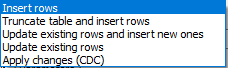 Insert rows
Truncate table and insert rows
Update existing rows and insert new ones
Update existing rows
Apply changes (CDC)